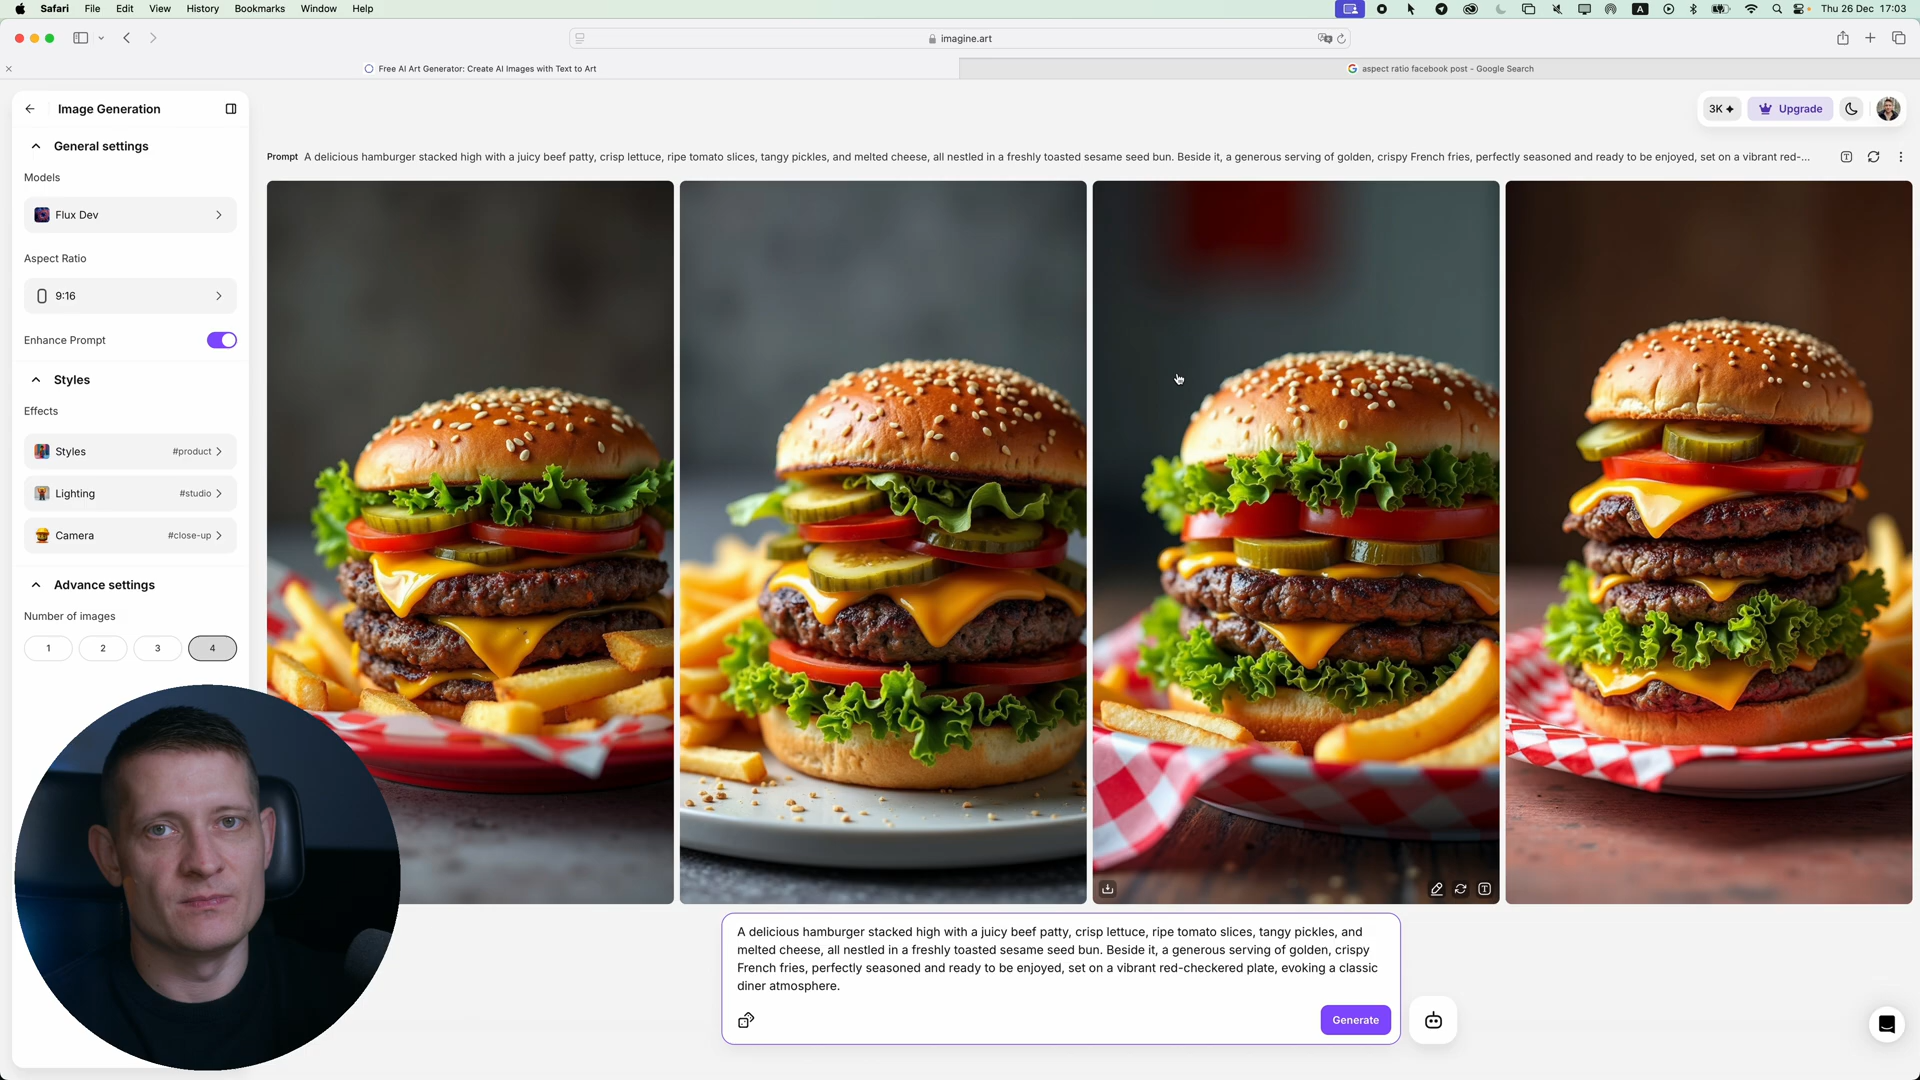 Safari File Edit View History Bookmarks Window Help
A
Thu 26 Dec 17:03
imagine.art
Free AI Art Generator: Create AI Images with Text to Art
aspect ratio facebook post - Google Search
Image Generation
3K
Upgrade
General settings
Prompt A delicious hamburger stacked high with a juicy beef patty, crisp lettuce, ripe tomato slices, tangy pickles, and melted cheese, all nestled in a freshly toasted sesame seed bun. Beside it, a generous serving of golden, crispy French fries, perfectly seasoned and ready to be enjoyed, set on a vibrant red-...
Models
Flux Dev
Aspect Ratio
9:16
Enhance Prompt
Styles
Effects
Styles #product
Lighting #studio
Camera #close-up
Advance settings
Number of images
1 2 3 4
A delicious hamburger stacked high with a juicy beef patty, crisp lettuce, ripe tomato slices, tangy pickles, and
melted cheese, all nestled in a freshly toasted sesame seed bun. Beside it, a generous serving of golden, crispy
French fries, perfectly seasoned and ready to be enjoyed, set on a vibrant red-checkered plate, evoking a classic
diner atmosphere.
Generate